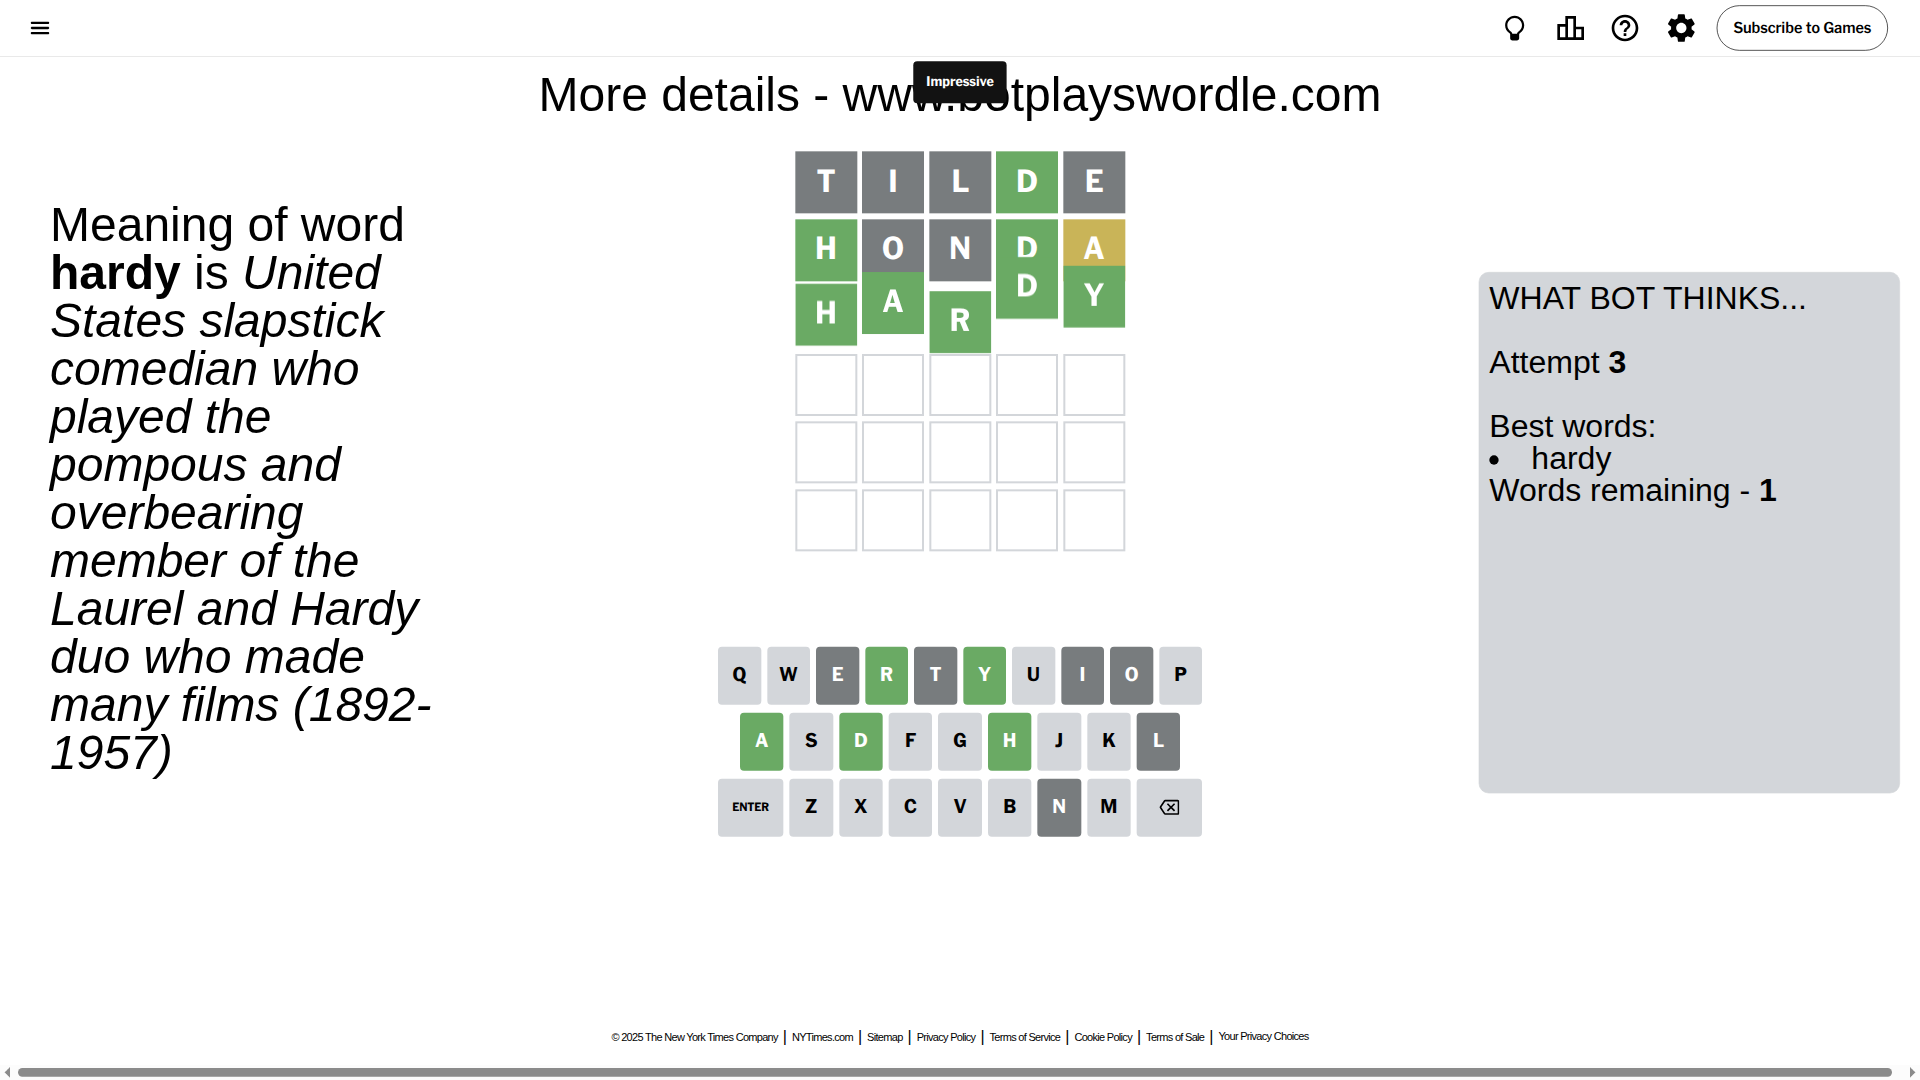 Subscribe to Games
Impressive
More details - www.botplayswordle.com
T I L D E
H O N D A
H A R D Y
Meaning of word
hardy is United
States slapstick
comedian who
played the
pompous and
overbearing
member of the
Laurel and Hardy
duo who made
many films (1892-
1957)
WHAT BOT THINKS...
Attempt 3
Best words:
• hardy
Words remaining - 1
Q W E R T Y U I O P
A S D F G H J K L
ENTER Z X C V B N M
© 2025 The New York Times Company | NYTimes.com | Sitemap | Privacy Policy | Terms of Service | Cookie Policy | Terms of Sale | Your Privacy Choices